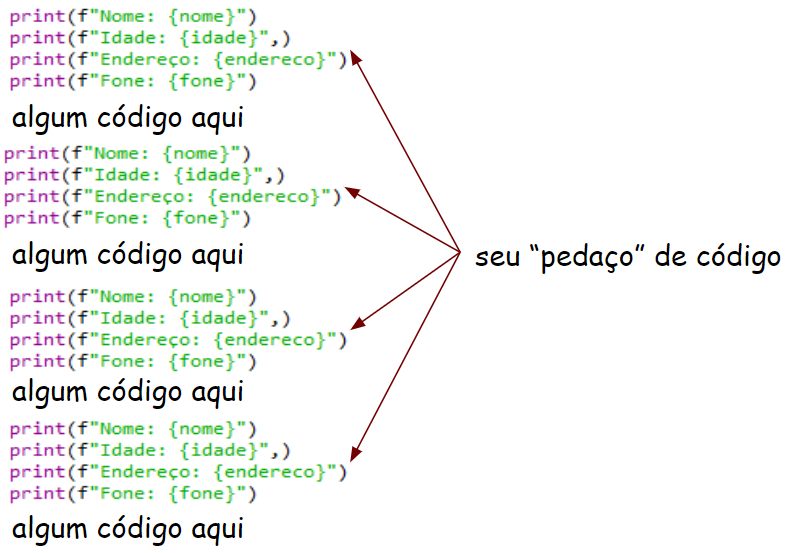 print(f"Nome: {nome}")
print(f"Idade: {idade}",)
print(f"Endereço: {endereco}")
print(f"Fone: {fone}")
algum código aqui
print(f"Nome: {nome}")
print(f"Idade: {idade}",)
print(f"Endereço: {endereco}")
print(f"Fone: {fone}")
algum código aqui
seu “pedaço” de código
print(f"Nome: {nome}")
print(f"Idade: {idade}",)
print(f"Endereço: {endereco}")
print(f"Fone: {fone}")
algum código aqui
print(f"Nome: {nome}")
print(f"Idade: {idade}",)
print(f"Endereço: {endereco}")
print(f"Fone: {fone}")
algum código aqui